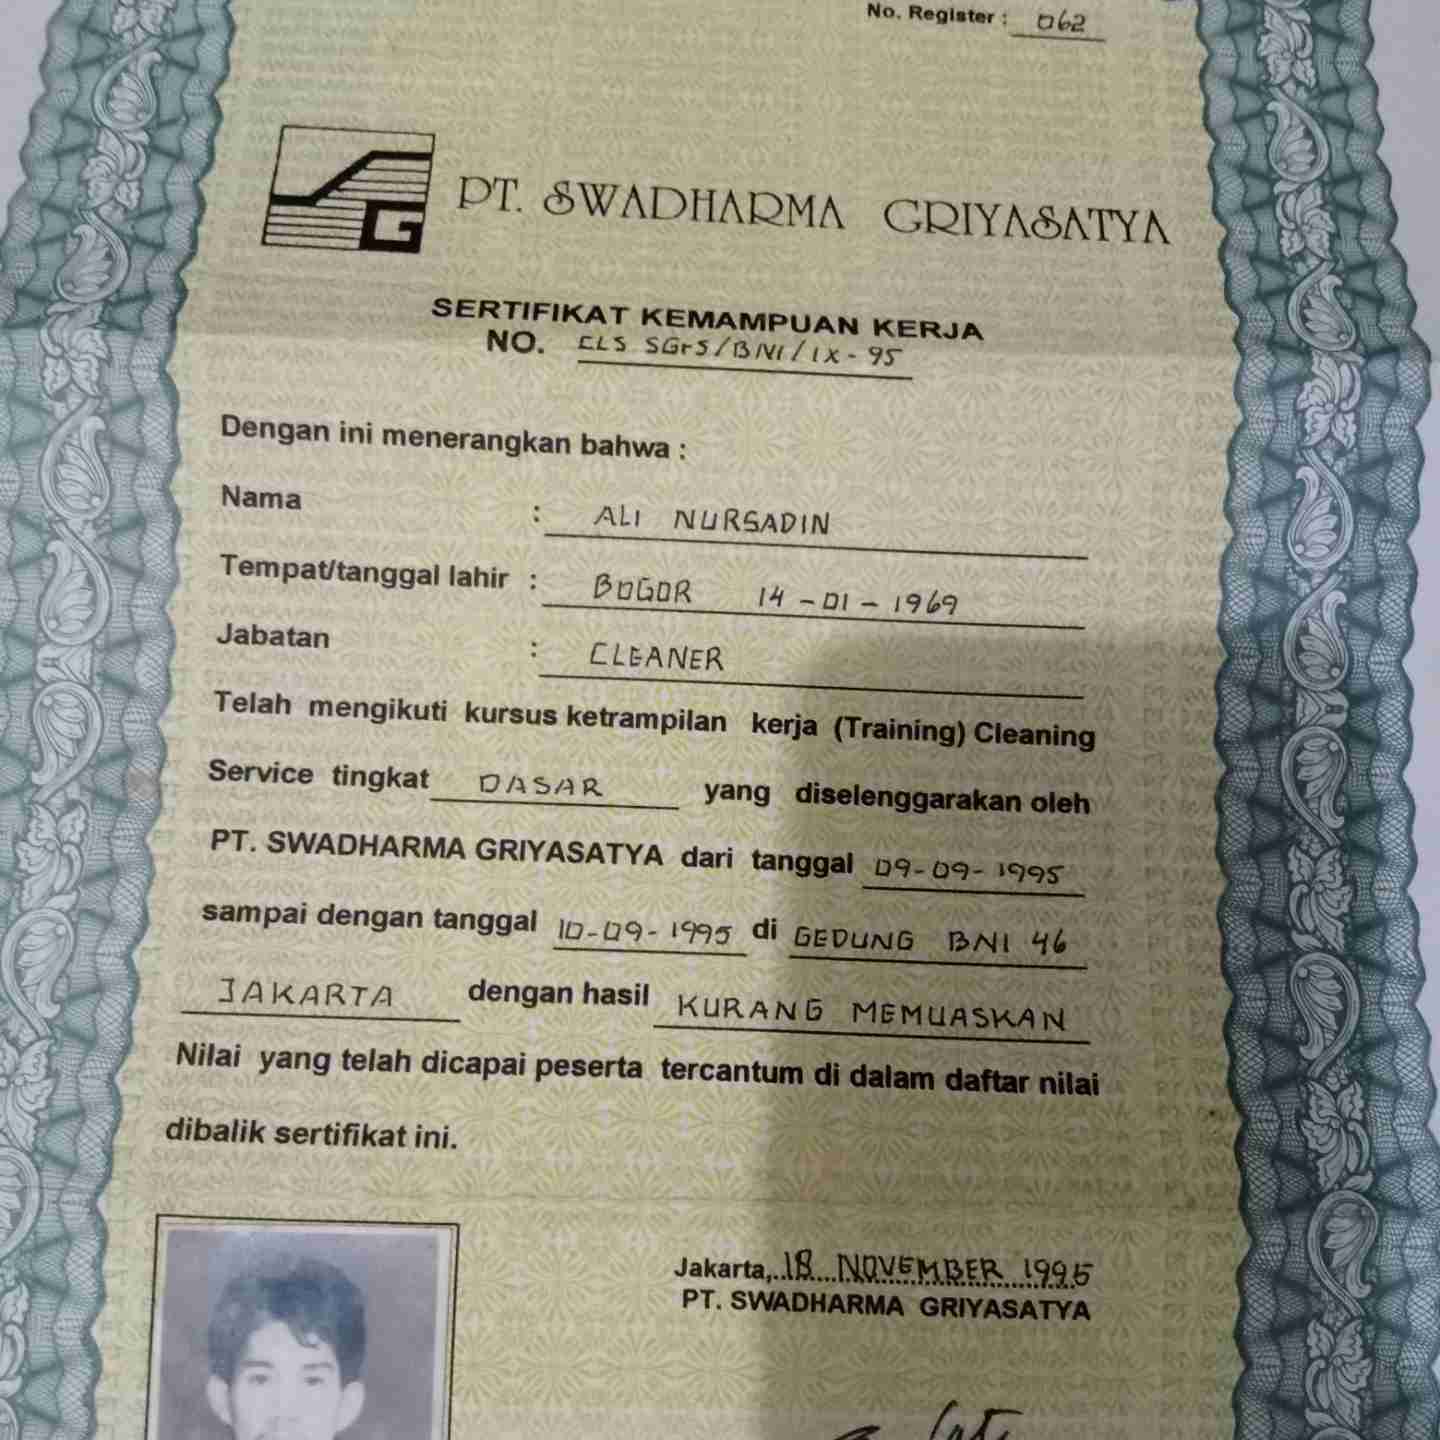 No. Register : 062
PT. SWADHARMA GRIYASATYA
SERTIFIKAT KEMAMPUAN KERJA
NO. CLS SGrS/BNI/IX-95
Dengan ini menerangkan bahwa :
Nama : ALI NURSADIN
Tempat/tanggal lahir : BOGOR 14-01-1969
Jabatan : CLEANER
Telah mengikuti kursus ketrampilan kerja (Training) Cleaning
Service tingkat DASAR yang diselenggarakan oleh
PT. SWADHARMA GRIYASATYA dari tanggal 09-09-1995
sampai dengan tanggal 10-09-1995 di GEDUNG BNI 46
JAKARTA dengan hasil KURANG MEMUASKAN
Nilai yang telah dicapai peserta tercantum di dalam daftar nilai
dibalik sertifikat ini.
Jakarta, 18 NOVEMBER 1995
PT. SWADHARMA GRIYASATYA